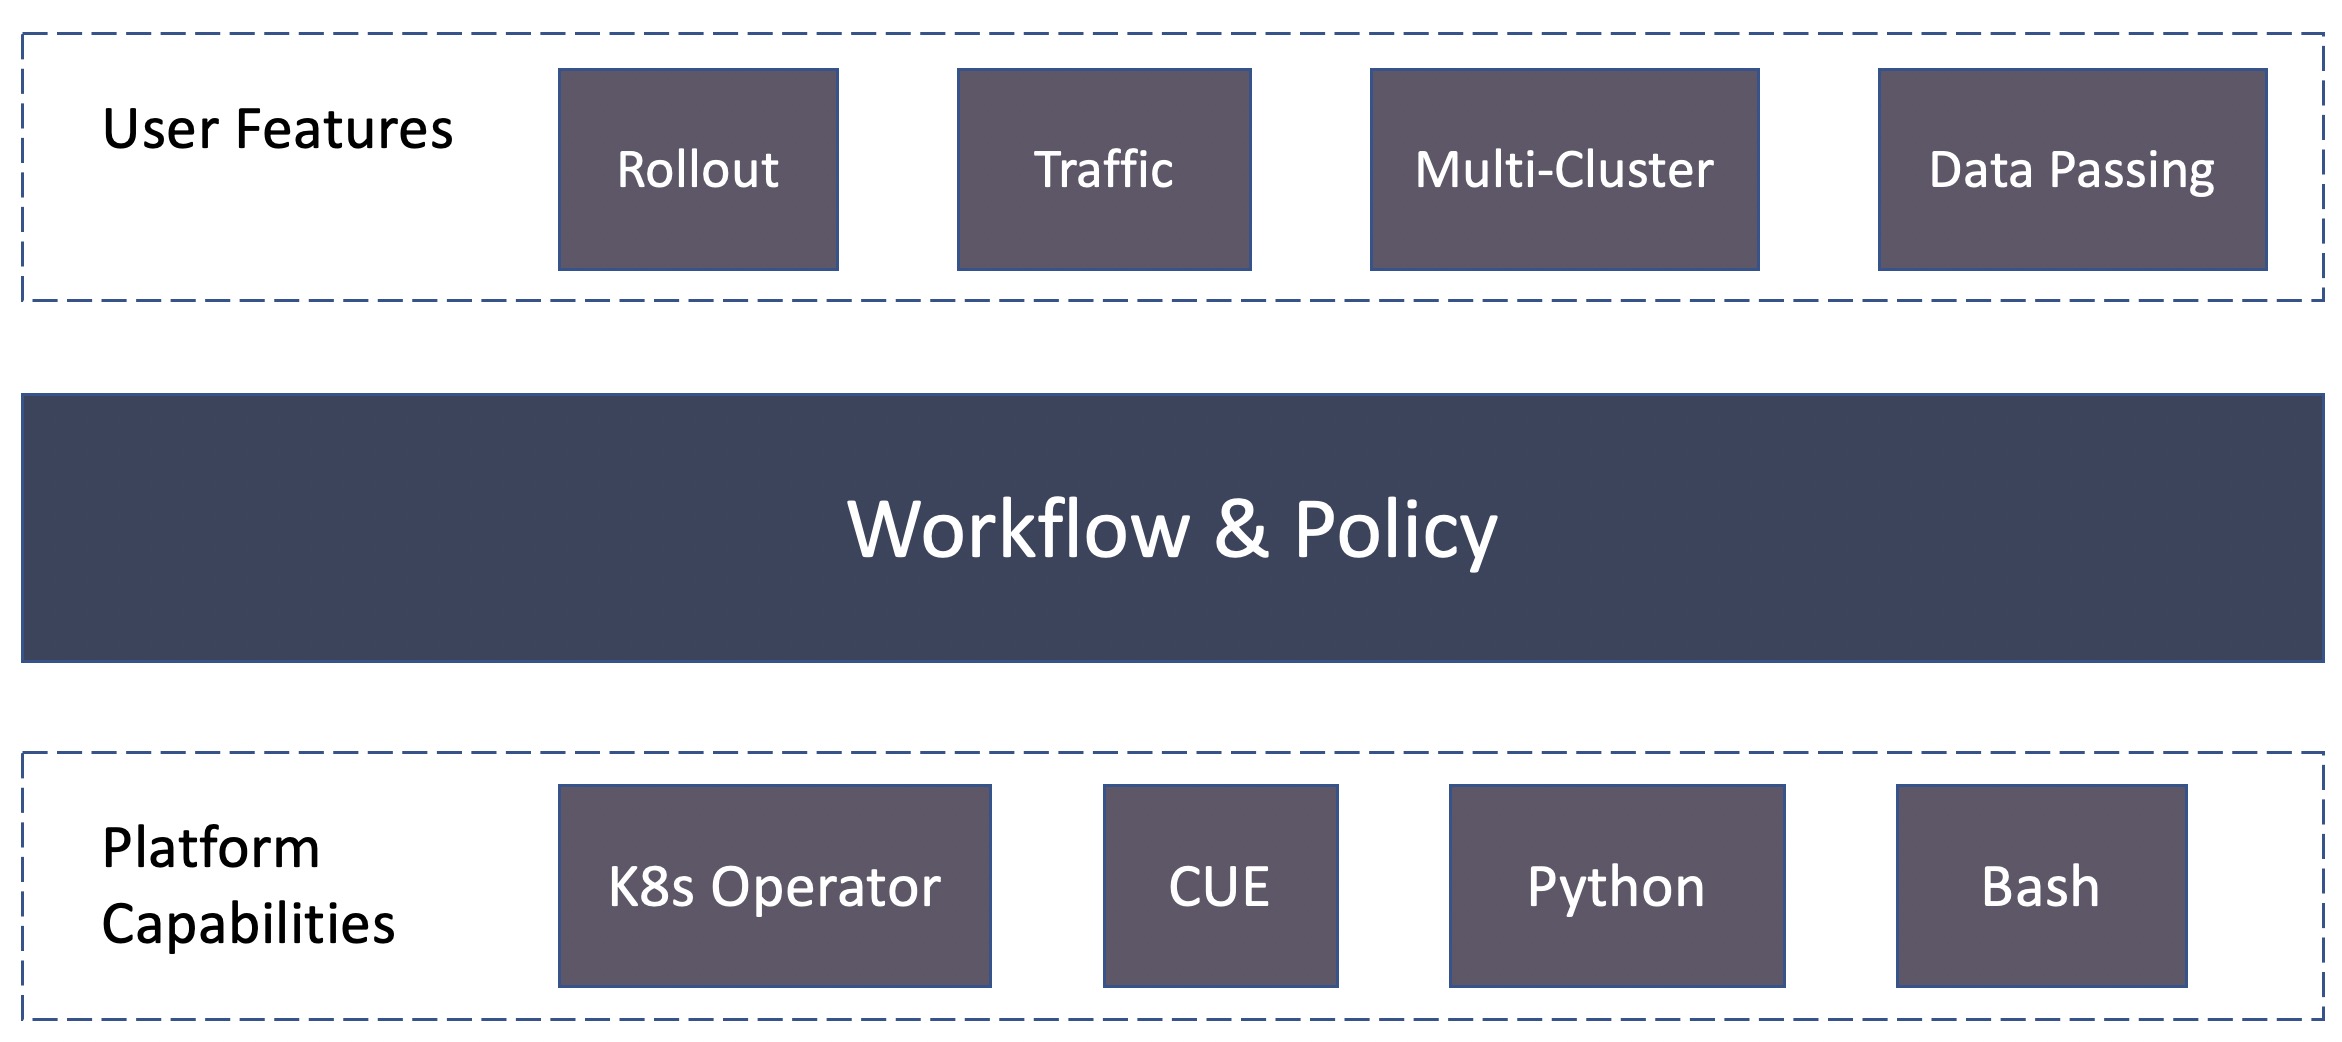 User Features
Rollout
Traffic
Multi-Cluster
Data Passing
Workflow & Policy
Platform
Capabilities
K8s Operator
CUE
Python
Bash